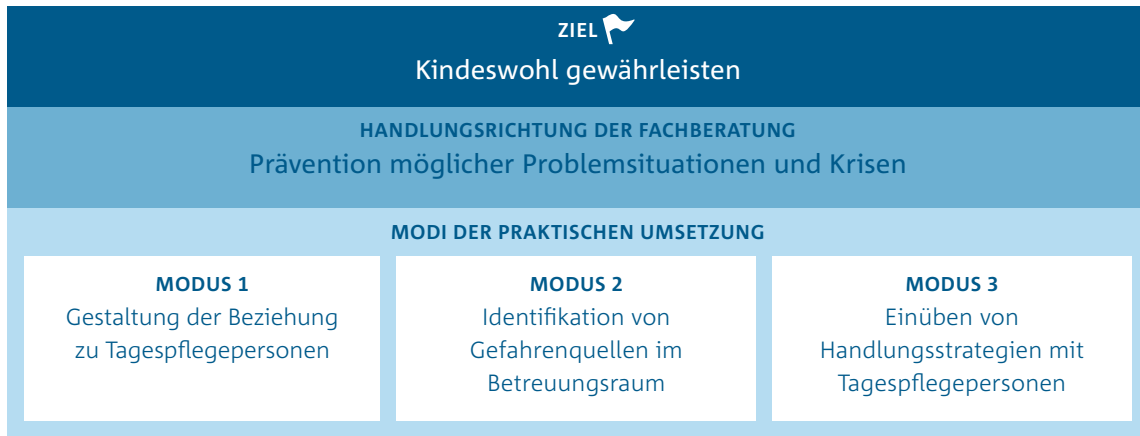 ZIEL
Kindeswohl gewährleisten
HANDLUNGSRICHTUNG DER FACHBERATUNG
Prävention möglicher Problemsituationen und Krisen
MODI DER PRAKTISCHEN UMSETZUNG
MODUS 1
Gestaltung der Beziehung
zu Tagespflegepersonen
MODUS 2
Identifikation von
Gefahrenquellen im
Betreuungsraum
MODUS 3
Einüben von
Handlungsstrategien mit
Tagespflegepersonen